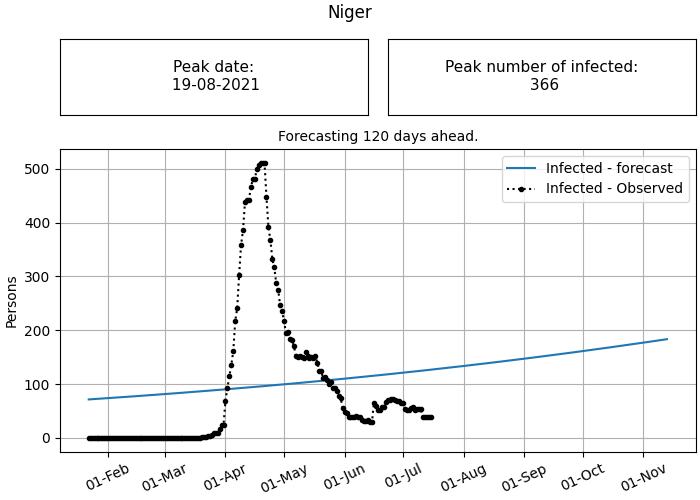 Niger
Peak date:
19-08-2021
Peak number of infected:
366
Forecasting 120 days ahead.
Infected - forecast
Infected - Observed
Persons
500
400
300
200
100
0
01-Feb
01-Mar
01-Apr
01-May
01-Jun
01-Jul
01-Aug
01-Sep
01-Oct
01-Nov